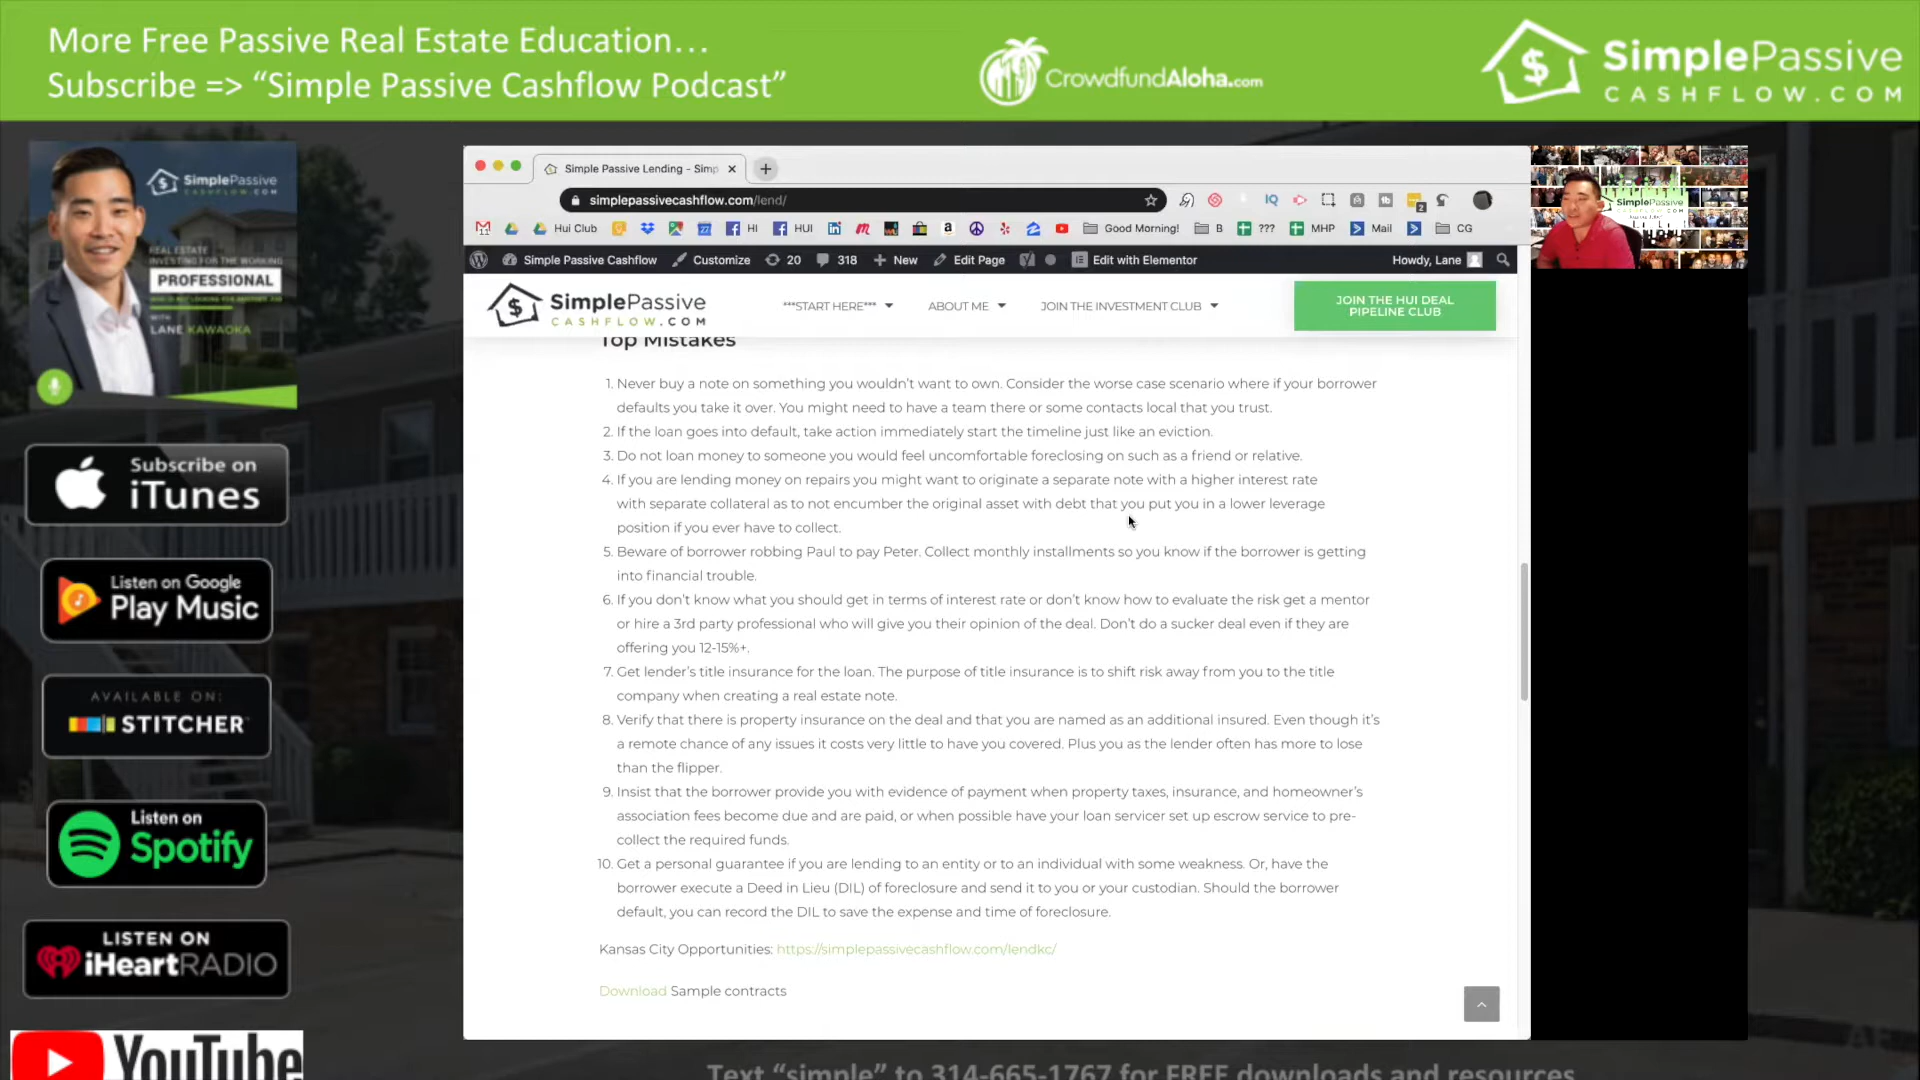 More Free Passive Real Estate Education…
Subscribe => “Simple Passive Cashflow Podcast”
CrowdfundAloha.com
SimplePassive
CASHFLOW.COM
SimplePassive
CASHFLOW.COM
REAL ESTATE
INVESTING FOR THE WORKING
PROFESSIONAL
WITH
LANE KAWAOKA
Subscribe on
iTunes
Listen on Google
Play Music
AVAILABLE ON:
STITCHER
Listen on
Spotify
LISTEN ON
iHeartRADIO
YouTube
Simple Passive Lending - Simp
simplepassivecashflow.com/lend/
Hui Club
HI
HUI
Good Morning!
B
???
MHP
Mail
CG
Simple Passive Cashflow
Customize
20
318
New
Edit Page
Edit with Elementor
Howdy, Lane
SimplePassive
CASHFLOW.COM
***START HERE***
ABOUT ME
JOIN THE INVESTMENT CLUB
JOIN THE HUI DEAL
PIPELINE CLUB
Top Mistakes
1. Never buy a note on something you wouldn’t want to own. Consider the worse case scenario where if your borrower
defaults you take it over. You might need to have a team there or some contacts local that you trust.
2. If the loan goes into default, take action immediately start the timeline just like an eviction.
3. Do not loan money to someone you would feel uncomfortable foreclosing on such as a friend or relative.
4. If you are lending money on repairs you might want to originate a separate note with a higher interest rate
with separate collateral as to not encumber the original asset with debt that you put you in a lower leverage
position if you ever have to collect.
5. Beware of borrower robbing Paul to pay Peter. Collect monthly installments so you know if the borrower is getting
into financial trouble.
6. If you don’t know what you should get in terms of interest rate or don’t know how to evaluate the risk get a mentor
or hire a 3rd party professional who will give you their opinion of the deal. Don’t do a sucker deal even if they are
offering you 12-15%+.
7. Get lender’s title insurance for the loan. The purpose of title insurance is to shift risk away from you to the title
company when creating a real estate note.
8. Verify that there is property insurance on the deal and that you are named as an additional insured. Even though it’s
a remote chance of any issues it costs very little to have you covered. Plus you as the lender often has more to lose
than the flipper.
9. Insist that the borrower provide you with evidence of payment when property taxes, insurance, and homeowner’s
association fees become due and are paid, or when possible have your loan servicer set up escrow service to pre-
collect the required funds.
10. Get a personal guarantee if you are lending to an entity or to an individual with some weakness. Or, have the
borrower execute a Deed in Lieu (DIL) of foreclosure and send it to you or your custodian. Should the borrower
default, you can record the DIL to save the expense and time of foreclosure.
Kansas City Opportunities: https://simplepassivecashflow.com/lendkc/
Download Sample contracts
SimplePassive
Text “simple” to 314-665-1767 for FREE downloads and resources